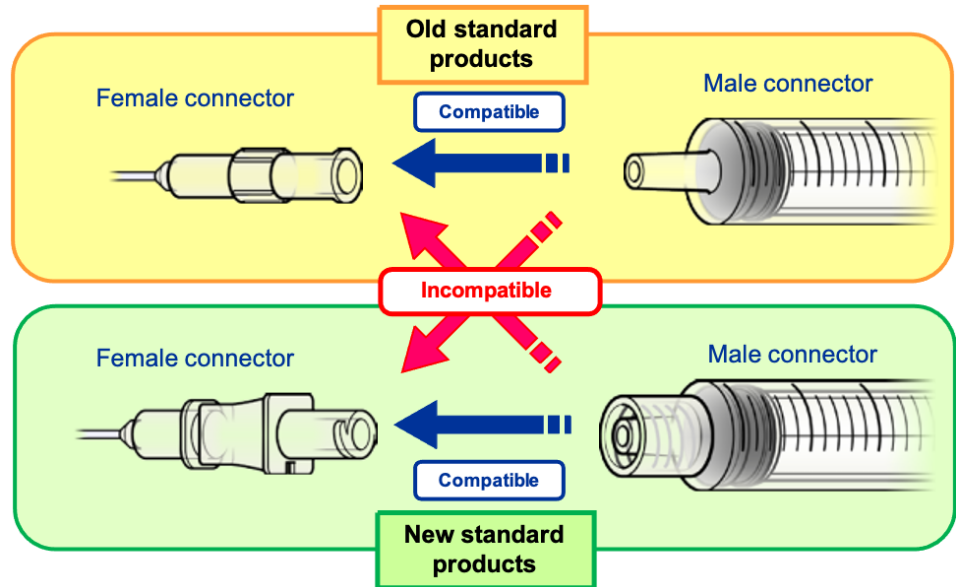 Old standard
products
Female connector
Compatible
Male connector
Incompatible
Female connector
Male connector
Compatible
New standard
products